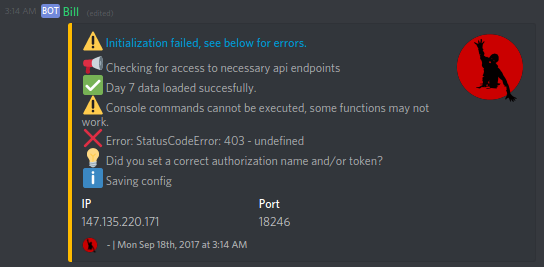 3:14 AM BOT Bill (edited)
Initialization failed, see below for errors.
Checking for access to necessary api endpoints
Day 7 data loaded succesfully.
Console commands cannot be executed, some functions may not
work.
Error: StatusCodeError: 403 - undefined
Did you set a correct authorization name and/or token?
Saving config
IP Port
147.135.220.171 18246
- | Mon Sep 18th, 2017 at 3:14 AM